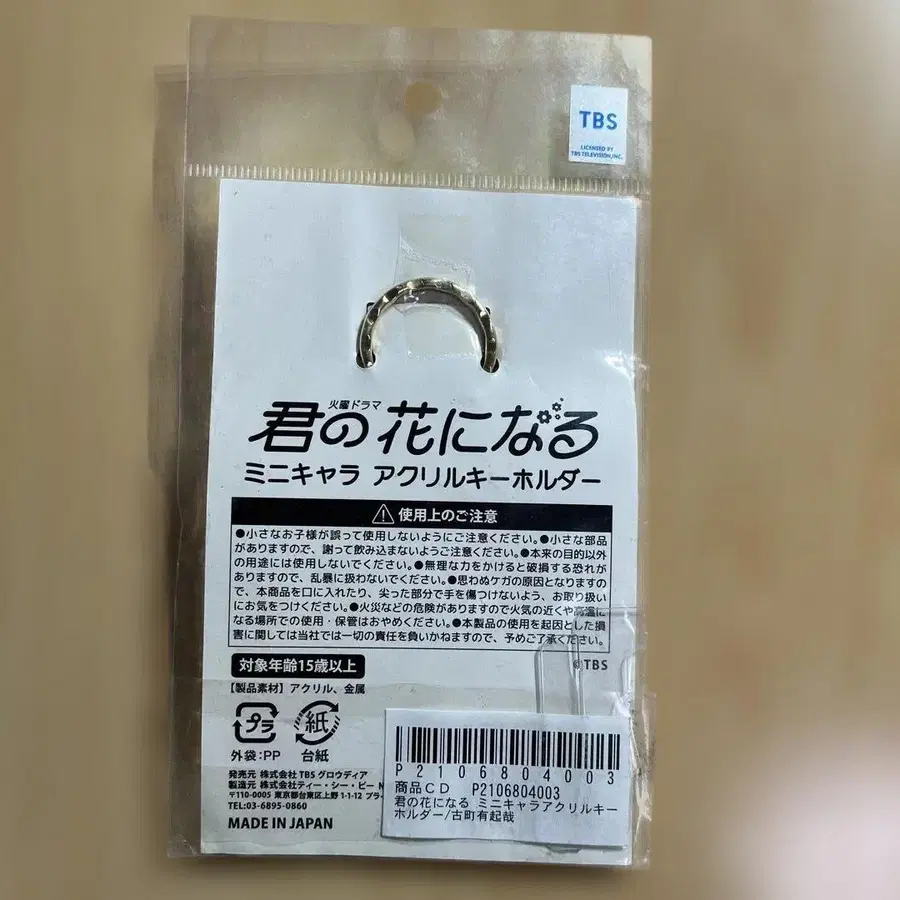 TBS
LICENSED BY
TBS TELEVISION, INC.
火曜ドラマ
君の花になる
ミニキャラ アクリルキーホルダー
使用上のご注意
●小さなお子様が誤って使用しないようにご注意ください。●小さな部品
がありますので、謝って飲み込まないようご注意ください。●本来の目的以外
の用途には使用しないでください。●無理な力をかけると破損する恐れが
ありますので、乱暴に扱わないでください。●思わぬケガの原因となりますの
で、本商品を口に入れたり、尖った部分で手を傷つけないよう、お取り扱い
にお気をつけください。●火災などの危険がありますので火気の近くや高温に
なる場所での使用・保管はおやめください。●本製品の使用を起因とした損
害に関しては当社では一切の責任を負いかねますので、予めご了承ください。
©TBS
対象年齢15歳以上
【製品素材】アクリル、金属
プラ
紙
外袋:PP
台紙
発売元 株式会社 TBS グロウディア
製造元 株式会社ティー・シー・ピー N
〒110-0005 東京都台東区上野 1-1-12 プラ
TEL:03-6895-0860
MADE IN JAPAN
P2106804003
商品CD P2106804003
君の花になる ミニキャラアクリルキー
ホルダー/古町有起哉